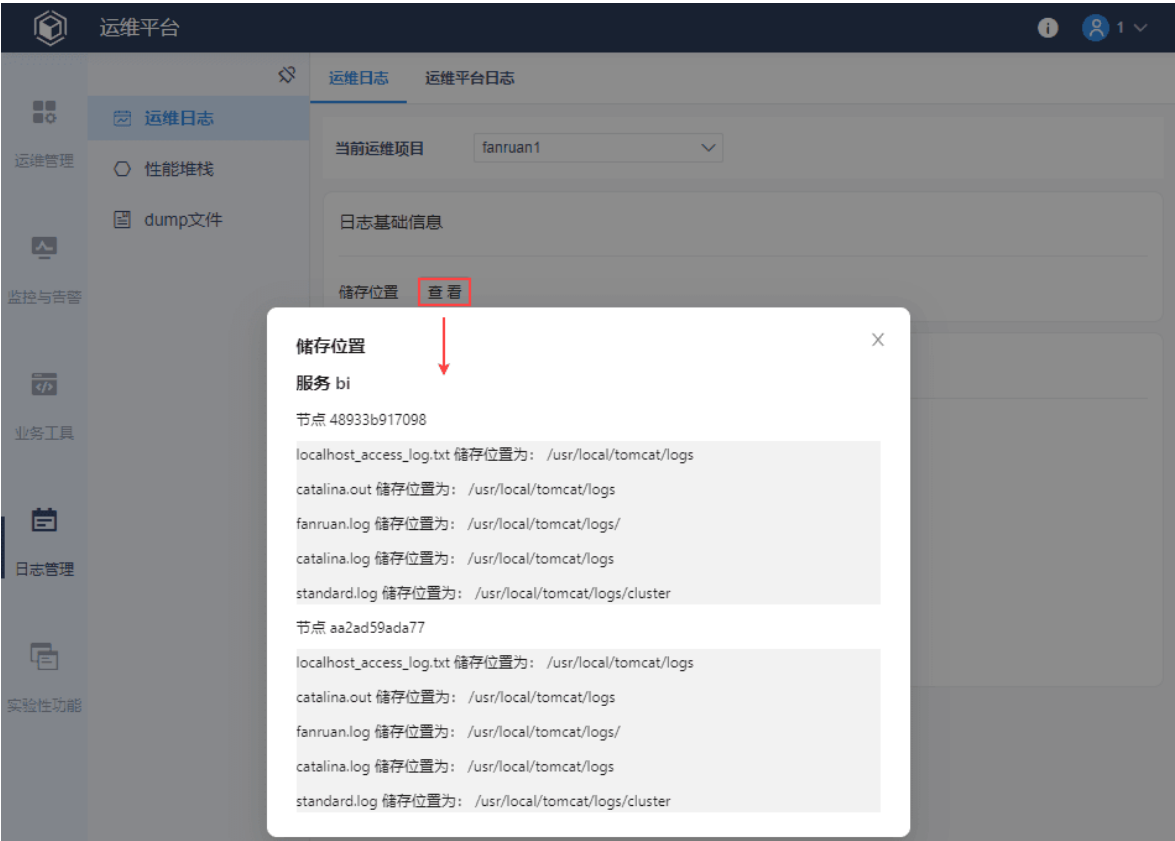 运维平台
1
运维日志
运维平台日志
运维管理
监控与告警
业务工具
日志管理
实验性功能
运维日志
性能堆栈
dump文件
当前运维项目 fanruan1
日志基础信息
储存位置 查看
储存位置
服务 bi
节点 48933b917098
localhost_access_log.txt 储存位置为： /usr/local/tomcat/logs
catalina.out 储存位置为： /usr/local/tomcat/logs
fanruan.log 储存位置为： /usr/local/tomcat/logs/
catalina.log 储存位置为： /usr/local/tomcat/logs
standard.log 储存位置为： /usr/local/tomcat/logs/cluster
节点 aa2ad59ada77
localhost_access_log.txt 储存位置为： /usr/local/tomcat/logs
catalina.out 储存位置为： /usr/local/tomcat/logs
fanruan.log 储存位置为： /usr/local/tomcat/logs/
catalina.log 储存位置为： /usr/local/tomcat/logs
standard.log 储存位置为： /usr/local/tomcat/logs/cluster